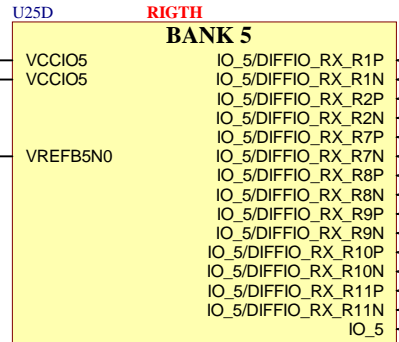 U25D RIGTH
BANK 5
VCCIO5 IO_5/DIFFIO_RX_R1P
VCCIO5 IO_5/DIFFIO_RX_R1N
IO_5/DIFFIO_RX_R2P
IO_5/DIFFIO_RX_R2N
IO_5/DIFFIO_RX_R7P
VREFB5N0 IO_5/DIFFIO_RX_R7N
IO_5/DIFFIO_RX_R8P
IO_5/DIFFIO_RX_R8N
IO_5/DIFFIO_RX_R9P
IO_5/DIFFIO_RX_R9N
IO_5/DIFFIO_RX_R10P
IO_5/DIFFIO_RX_R10N
IO_5/DIFFIO_RX_R11P
IO_5/DIFFIO_RX_R11N
IO_5